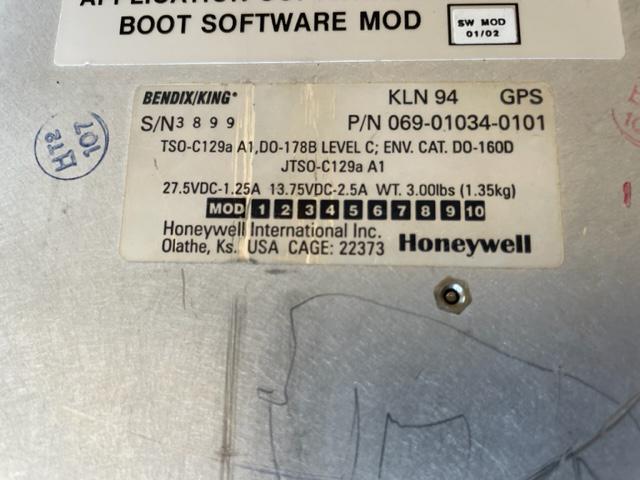 BOOT SOFTWARE MOD
SW MOD
01/02
BENDIX/KING® KLN 94 GPS
S/N 3899 P/N 069-01034-0101
TSO-C129a A1, DO-178B LEVEL C; ENV. CAT. DO-160D
JTSO-C129a A1
27.5VDC-1.25A 13.75VDC-2.5A WT. 3.00lbs (1.35kg)
MOD 1 2 3 4 5 6 7 8 9 10
Honeywell International Inc.
Olathe, Ks. USA CAGE: 22373 Honeywell
107